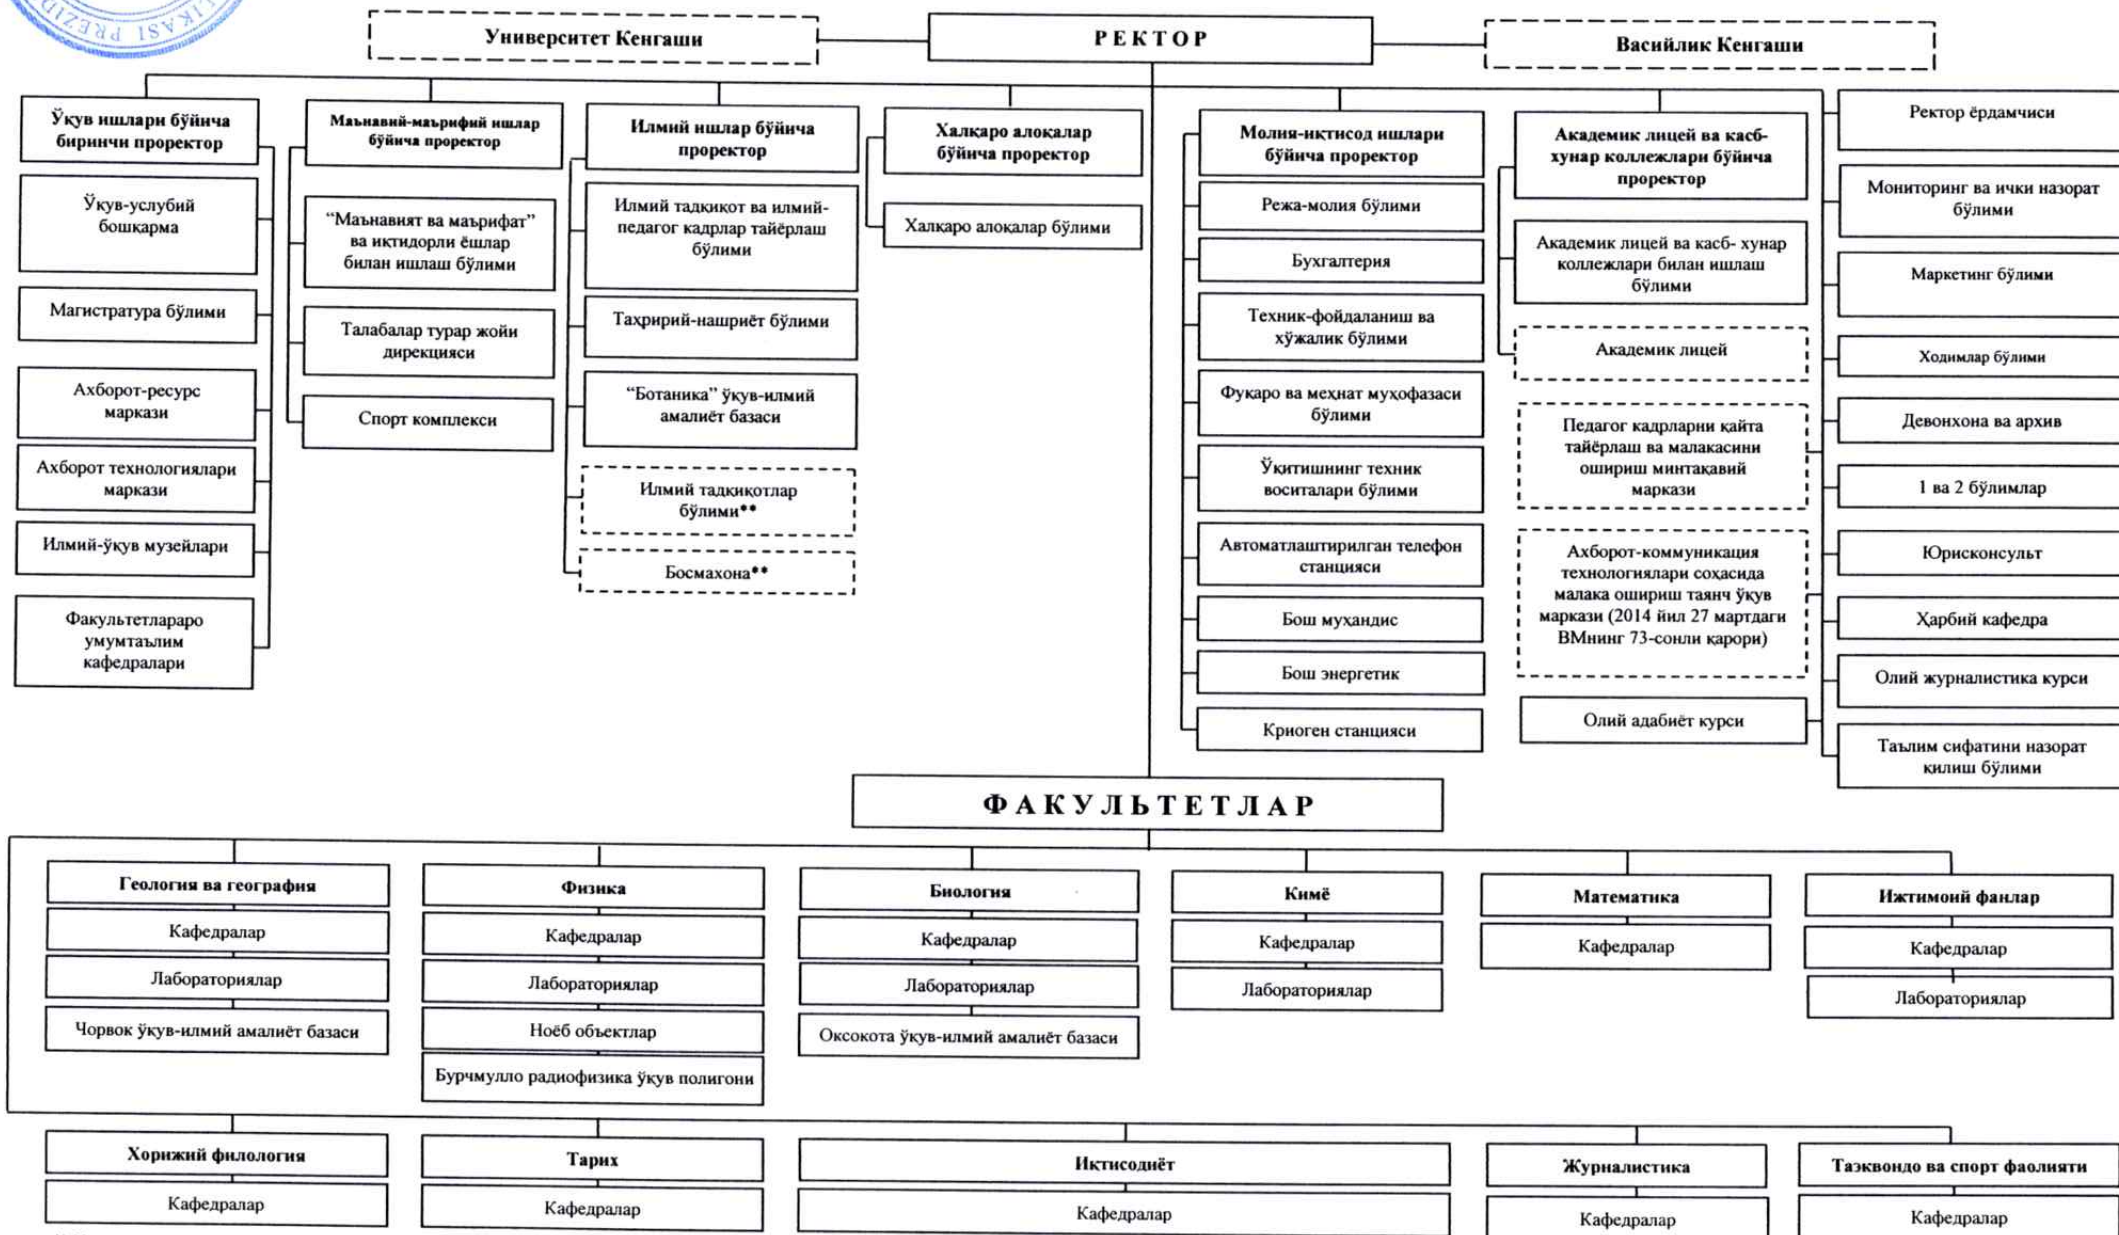 LIKASI PREZID
Университет Кенгаши
РЕКТОР
Васийлик Кенгаши
Ўқув ишлари бўйича
биринчи проректор
Ўқув-услубий
бошқарма
Магистратура бўлими
Ахборот-ресурс
маркази
Ахборот технологиялари
маркази
Илмий-ўқув музейлари
Факультетлараро
умумтаълим
кафедралари
Маънавий-маърифий ишлар
бўйича проректор
“Маънавият ва маърифат”
ва иқтидорли ёшлар
билан ишлаш бўлими
Талабалар турар жойи
дирекцияси
Спорт комплекси
Илмий ишлар бўйича
проректор
Илмий тадқиқот ва илмий-
педагог кадрлар тайёрлаш
бўлими
Таҳририй-нашриёт бўлими
“Ботаника” ўқув-илмий
амалиёт базаси
Илмий тадқиқотлар
бўлими**
Босмахона**
Халқаро алоқалар
бўйича проректор
Халқаро алоқалар бўлими
Молия-иқтисод ишлари
бўйича проректор
Режа-молия бўлими
Бухгалтерия
Техник-фойдаланиш ва
хўжалик бўлими
Фуқаро ва меҳнат муҳофазаси
бўлими
Ўқитишнинг техник
воситалари бўлими
Автоматлаштирилган телефон
станцияси
Бош муҳандис
Бош энергетик
Криоген станцияси
Академик лицей ва касб-
хунар коллежлари бўйича
проректор
Академик лицей ва касб- хунар
коллежлари билан ишлаш
бўлими
Академик лицей
Педагог кадрларни қайта
тайёрлаш ва малакасини
ошириш минтақавий
маркази
Ахборот-коммуникация
технологиялари соҳасида
малака ошириш таянч ўқув
маркази (2014 йил 27 мартдаги
ВМнинг 73-сонли қарори)
Олий адабиёт курси
Ректор ёрдамчиси
Мониторинг ва ички назорат
бўлими
Маркетинг бўлими
Ходимлар бўлими
Девонхона ва архив
1 ва 2 бўлимлар
Юрисконсульт
Ҳарбий кафедра
Олий журналистика курси
Таълим сифатини назорат
қилиш бўлими
ФАКУЛЬТЕТЛАР
Геология ва география
Кафедралар
Лабораториялар
Чорвок ўқув-илмий амалиёт базаси
Физика
Кафедралар
Лабораториялар
Ноёб объектлар
Бурчмулло радиофизика ўқув полигони
Биология
Кафедралар
Лабораториялар
Оксокота ўқув-илмий амалиёт базаси
Кимё
Кафедралар
Лабораториялар
Математика
Кафедралар
Ижтимоий фанлар
Кафедралар
Лабораториялар
Хорижий филология
Кафедралар
Тарих
Кафедралар
Иктисодиёт
Кафедралар
Журналистика
Кафедралар
Таэквондо ва спорт фаолияти
Кафедралар